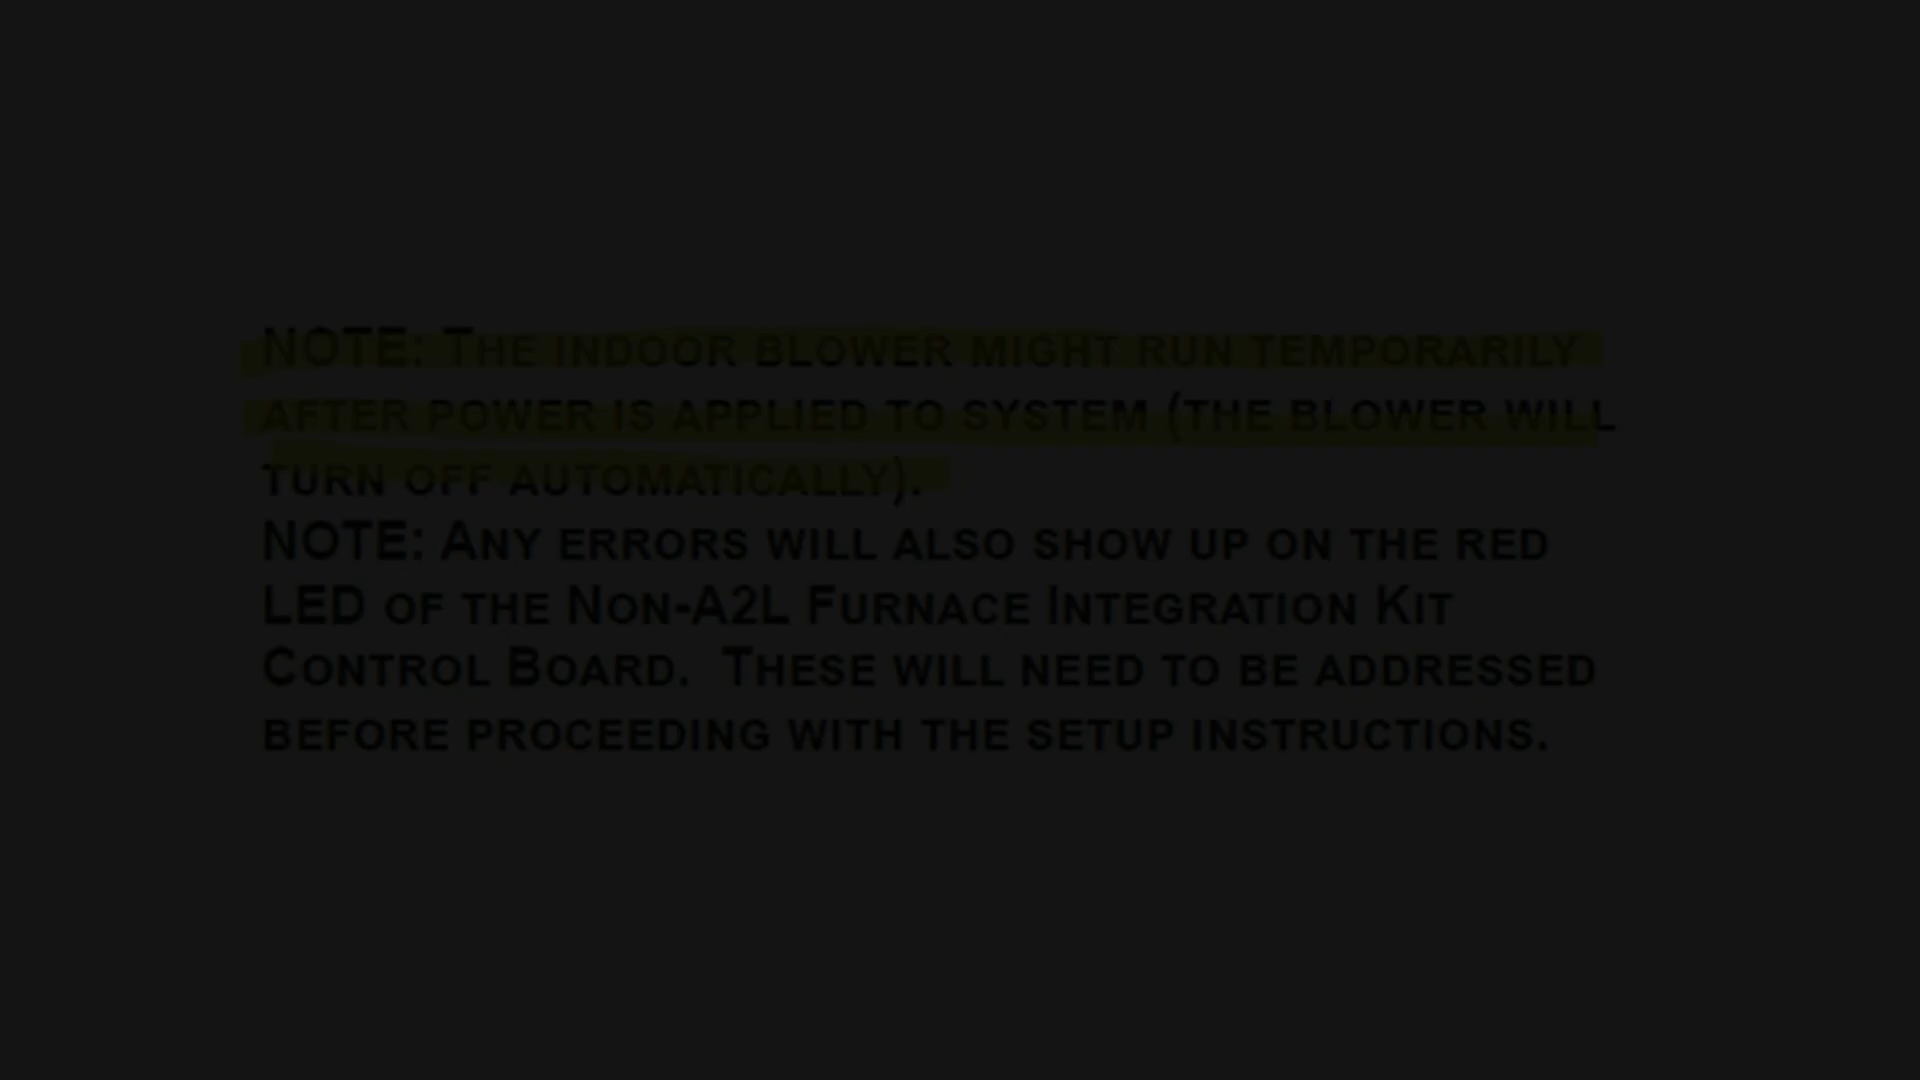 NOTE: The indoor blower might run temporarily
after power is applied to system (the blower will
turn off automatically).
NOTE: Any errors will also show up on the red
LED of the Non-A2L Furnace Integration Kit
Control Board. These will need to be addressed
before proceeding with the setup instructions.